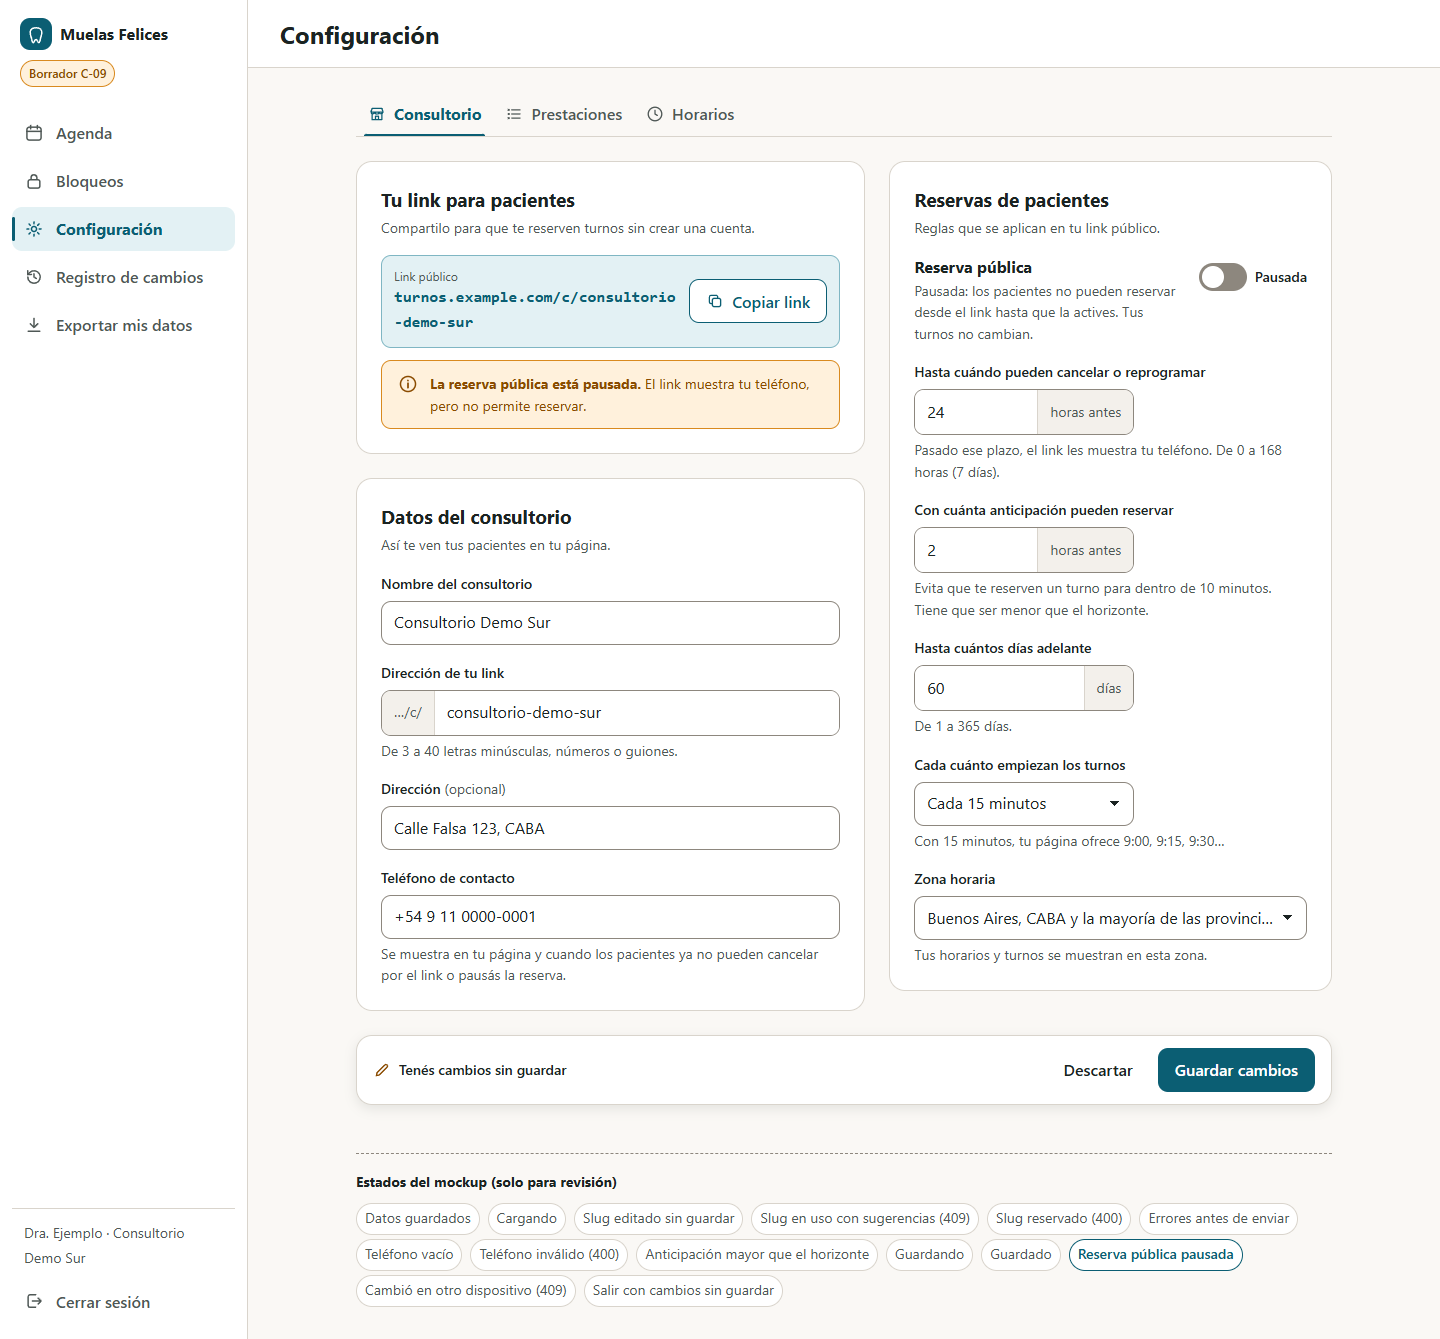 Muelas Felices
Borrador C-09
Agenda
Bloqueos
Configuración
Registro de cambios
Exportar mis datos
Dra. Ejemplo · Consultorio
Demo Sur
Cerrar sesión
Configuración
Consultorio
Prestaciones
Horarios
Tu link para pacientes
Compartilo para que te reserven turnos sin crear una cuenta.
Link público
turnos.example.com/c/consultorio
-demo-sur
Copiar link
La reserva pública está pausada. El link muestra tu teléfono,
pero no permite reservar.
Datos del consultorio
Así te ven tus pacientes en tu página.
Nombre del consultorio
Consultorio Demo Sur
Dirección de tu link
.../c/ consultorio-demo-sur
De 3 a 40 letras minúsculas, números o guiones.
Dirección (opcional)
Calle Falsa 123, CABA
Teléfono de contacto
+54 9 11 0000-0001
Se muestra en tu página y cuando los pacientes ya no pueden cancelar
por el link o pausás la reserva.
Reservas de pacientes
Reglas que se aplican en tu link público.
Reserva pública
Pausada
Pausada: los pacientes no pueden reservar
desde el link hasta que la actives. Tus
turnos no cambian.
Hasta cuándo pueden cancelar o reprogramar
24 horas antes
Pasado ese plazo, el link les muestra tu teléfono. De 0 a 168
horas (7 días).
Con cuánta anticipación pueden reservar
2 horas antes
Evita que te reserven un turno para dentro de 10 minutos.
Tiene que ser menor que el horizonte.
Hasta cuántos días adelante
60 días
De 1 a 365 días.
Cada cuánto empiezan los turnos
Cada 15 minutos
Con 15 minutos, tu página ofrece 9:00, 9:15, 9:30...
Zona horaria
Buenos Aires, CABA y la mayoría de las provinci...
Tus horarios y turnos se muestran en esta zona.
Tenés cambios sin guardar
Descartar
Guardar cambios
Estados del mockup (solo para revisión)
Datos guardados
Cargando
Slug editado sin guardar
Slug en uso con sugerencias (409)
Slug reservado (400)
Errores antes de enviar
Teléfono vacío
Teléfono inválido (400)
Anticipación mayor que el horizonte
Guardando
Guardado
Reserva pública pausada
Cambió en otro dispositivo (409)
Salir con cambios sin guardar